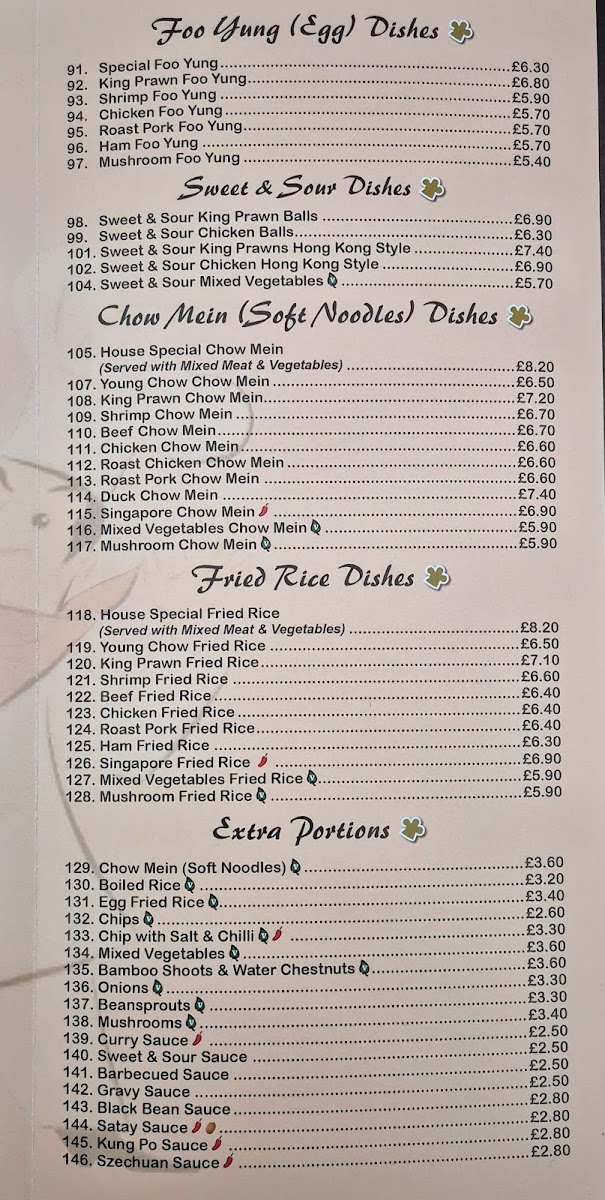 Foo Yung (Egg) Dishes
91. Special Foo Yung ........ £6.30
92. King Prawn Foo Yung ........ £6.80
93. Shrimp Foo Yung ........ £5.90
94. Chicken Foo Yung ........ £5.70
95. Roast Pork Foo Yung ........ £5.70
96. Ham Foo Yung ........ £5.70
97. Mushroom Foo Yung ........ £5.40
Sweet & Sour Dishes
98. Sweet & Sour King Prawn Balls ........ £6.90
99. Sweet & Sour Chicken Balls ........ £6.30
101. Sweet & Sour King Prawns Hong Kong Style ........ £7.40
102. Sweet & Sour Chicken Hong Kong Style ........ £6.90
104. Sweet & Sour Mixed Vegetables V ........ £5.70
Chow Mein (Soft Noodles) Dishes
105. House Special Chow Mein
(Served with Mixed Meat & Vegetables) ........ £8.20
107. Young Chow Chow Mein ........ £6.50
108. King Prawn Chow Mein ........ £7.20
109. Shrimp Chow Mein ........ £6.70
110. Beef Chow Mein ........ £6.70
111. Chicken Chow Mein ........ £6.60
112. Roast Chicken Chow Mein ........ £6.60
113. Roast Pork Chow Mein ........ £6.60
114. Duck Chow Mein ........ £7.40
115. Singapore Chow Mein ........ £6.90
116. Mixed Vegetables Chow Mein V ........ £5.90
117. Mushroom Chow Mein V ........ £5.90
Fried Rice Dishes
118. House Special Fried Rice
(Served with Mixed Meat & Vegetables) ........ £8.20
119. Young Chow Fried Rice ........ £6.50
120. King Prawn Fried Rice ........ £7.10
121. Shrimp Fried Rice ........ £6.60
122. Beef Fried Rice ........ £6.40
123. Chicken Fried Rice ........ £6.40
124. Roast Pork Fried Rice ........ £6.40
125. Ham Fried Rice ........ £6.30
126. Singapore Fried Rice ........ £6.90
127. Mixed Vegetables Fried Rice V ........ £5.90
128. Mushroom Fried Rice V ........ £5.90
Extra Portions
129. Chow Mein (Soft Noodles) V ........ £3.60
130. Boiled Rice V ........ £3.20
131. Egg Fried Rice V ........ £3.40
132. Chips V ........ £2.60
133. Chip with Salt & Chilli V ........ £3.30
134. Mixed Vegetables V ........ £3.60
135. Bamboo Shoots & Water Chestnuts V ........ £3.60
136. Onions V ........ £3.30
137. Beansprouts V ........ £3.30
138. Mushrooms V ........ £3.40
139. Curry Sauce ........ £2.50
140. Sweet & Sour Sauce ........ £2.50
141. Barbecued Sauce ........ £2.50
142. Gravy Sauce ........ £2.50
143. Black Bean Sauce ........ £2.80
144. Satay Sauce ........ £2.80
145. Kung Po Sauce ........ £2.80
146. Szechuan Sauce ........ £2.80